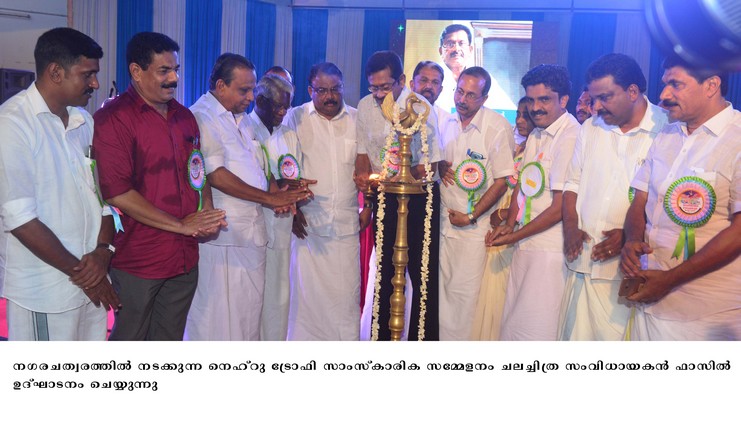 നഗരചത്വരത്തിൽ നടക്കുന്ന നെഹ്റു ട്രോഫി സാംസ്കാരിക സമ്മേളനം ചലച്ചിത്ര സംവിധായകൻ ഫാസിൽ
ഉദ്ഘാടനം ചെയ്യുന്നു